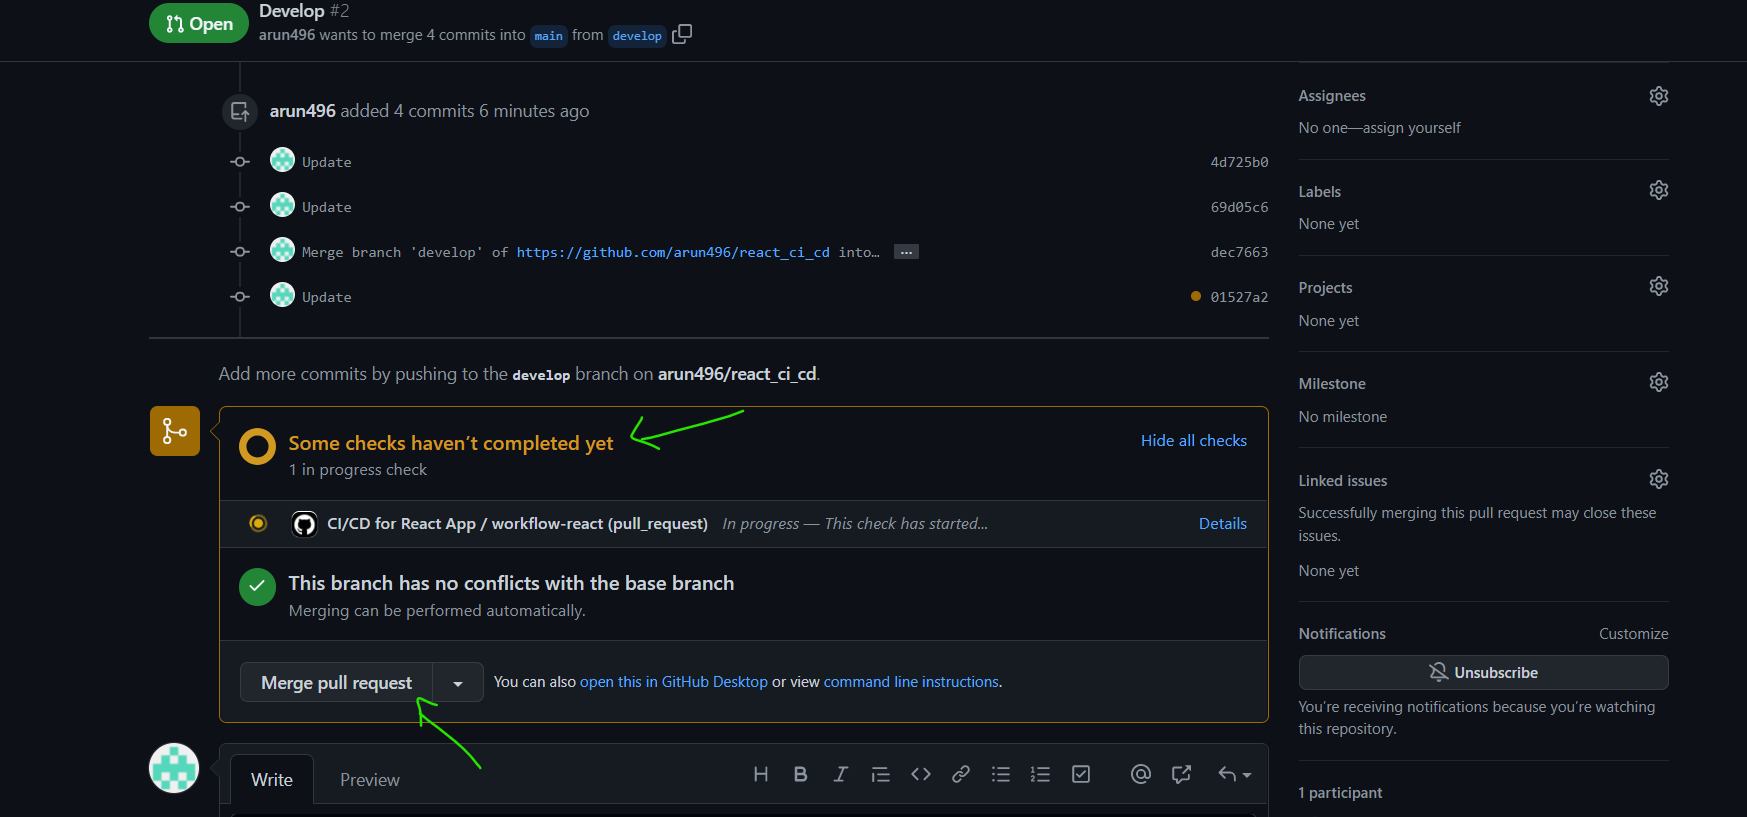 Open
Develop #2
arun496 wants to merge 4 commits into main from develop
arun496 added 4 commits 6 minutes ago
Update 4d725b0
Update 69d05c6
Merge branch 'develop' of https://github.com/arun496/react_ci_cd into… ... dec7663
Update 01527a2
Add more commits by pushing to the develop branch on arun496/react_ci_cd.
Some checks haven’t completed yet
Hide all checks
1 in progress check
CI/CD for React App / workflow-react (pull_request) In progress — This check has started... Details
This branch has no conflicts with the base branch
Merging can be performed automatically.
Merge pull request
You can also open this in GitHub Desktop or view command line instructions.
Write
Preview
Assignees
No one—assign yourself
Labels
None yet
Projects
None yet
Milestone
No milestone
Linked issues
Successfully merging this pull request may close these
issues.
None yet
Notifications
Customize
Unsubscribe
You’re receiving notifications because you’re watching
this repository.
1 participant